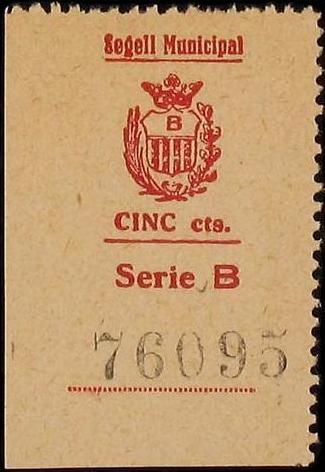 Segell Municipal
B
CINC cts.
Serie B
76095